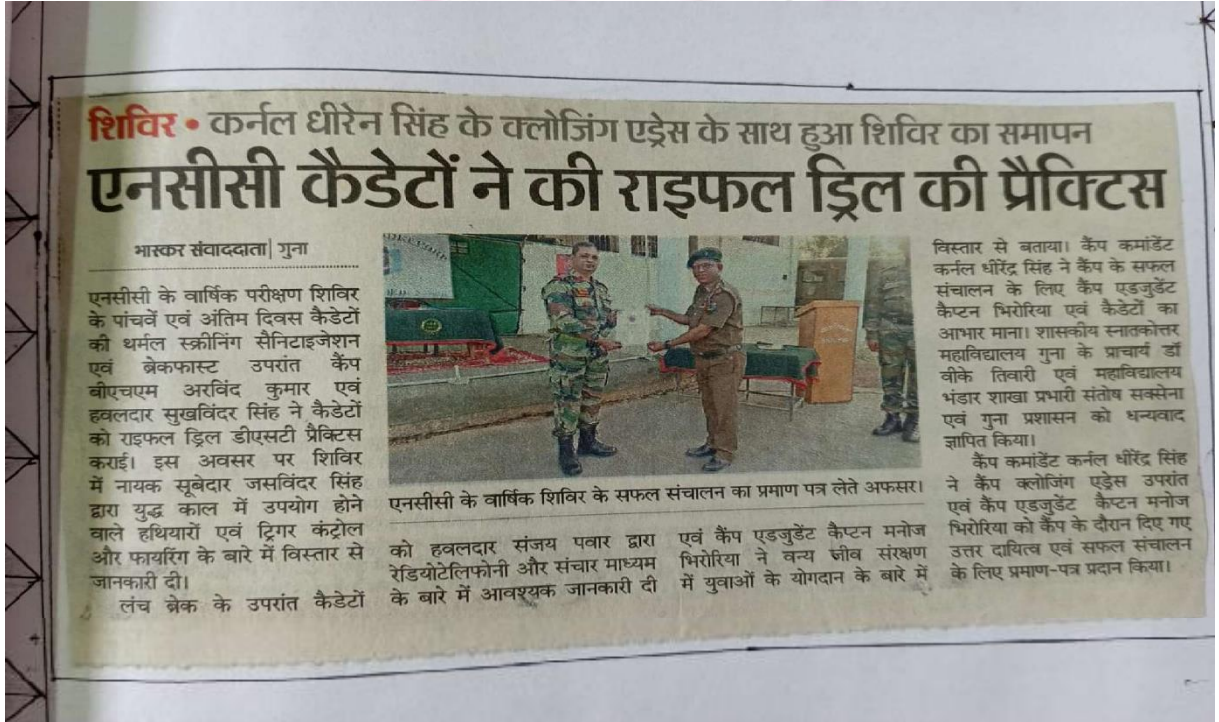 शिविर • कर्नल धीरेन सिंह के क्लोजिंग एड्रेस के साथ हुआ शिविर का समापन
एनसीसी कैडेटों ने की राइफल ड्रिल की प्रैक्टिस
भास्कर संवाददाता| गुना
एनसीसी के वार्षिक परीक्षण शिविर
के पांचवें एवं अंतिम दिवस कैडेटों
की थर्मल स्क्रीनिंग सैनिटाइजेशन
एवं ब्रेकफास्ट उपरांत कैंप
बीएचएम अरविंद कुमार एवं
हवलदार सुखविंदर सिंह ने कैडेटों
को राइफल ड्रिल डीएसटी प्रैक्टिस
कराई। इस अवसर पर शिविर
में नायक सूबेदार जसविंदर सिंह
द्वारा युद्ध काल में उपयोग होने
वाले हथियारों एवं ट्रिगर कंट्रोल
और फायरिंग के बारे में विस्तार से
जानकारी दी।
लंच ब्रेक के उपरांत कैडेटों
एनसीसी के वार्षिक शिविर के सफल संचालन का प्रमाण पत्र लेते अफसर।
को हवलदार संजय पवार द्वारा
रेडियोटेलिफोनी और संचार माध्यम
के बारे में आवश्यक जानकारी दी
एवं कैंप एडजुडेंट कैप्टन मनोज
भिरोरिया ने वन्य जीव संरक्षण
में युवाओं के योगदान के बारे में
विस्तार से बताया। कैंप कमांडेंट
कर्नल धीरेंद्र सिंह ने कैंप के सफल
संचालन के लिए कैंप एडजुडेंट
कैप्टन भिरोरिया एवं कैडेटों का
आभार माना। शासकीय स्नातकोत्तर
महाविद्यालय गुना के प्राचार्य डॉ
वीके तिवारी एवं महाविद्यालय
भंडार शाखा प्रभारी संतोष सक्सेना
एवं गुना प्रशासन को धन्यवाद
ज्ञापित किया।
कैंप कमांडेंट कर्नल धीरेंद्र सिंह
ने कैंप क्लोजिंग एड्रेस उपरांत
एवं कैंप एडजुडेंट कैप्टन मनोज
भिरोरिया को कैंप के दौरान दिए गए
उत्तर दायित्व एवं सफल संचालन
के लिए प्रमाण-पत्र प्रदान किया।